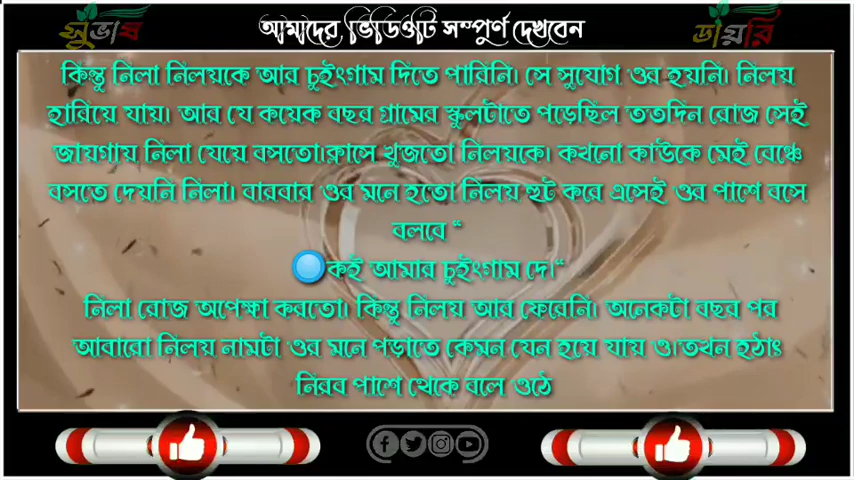 সুভাষ
আমাদের ভিডিওটি সম্পুর্ণ দেখবেন
ডায়রি
কিন্তু নিলা নিলয়কে আর চুইংগাম দিতে পারিনি। সে সুযোগ ওর হয়নি। নিলয়
হারিয়ে যায়। আর যে কয়েক বছর গ্রামের স্কুলটাতে পড়েছিল ততদিন রোজ সেই
জায়গায় নিলা যেয়ে বসতো।ক্লাসে খুজতো নিলয়কে। কখনো কাউকে মেই বেঞ্চে
বসতে দেয়নি নিলা। বারবার ওর মনে হতো নিলয় হুট করে এসেই ওর পাশে বসে
বলবে “
কই আমার চুইংগাম দে।“
নিলা রোজ অপেক্ষা করতো। কিন্তু নিলয় আর ফেরেনি। অনেকটা বছর পর
আবারো নিলয় নামটা ওর মনে পড়াতে কেমন যেন হয়ে যায় ও।তখন হঠাৎ
নিরব পাশে থেকে বলে ওঠে